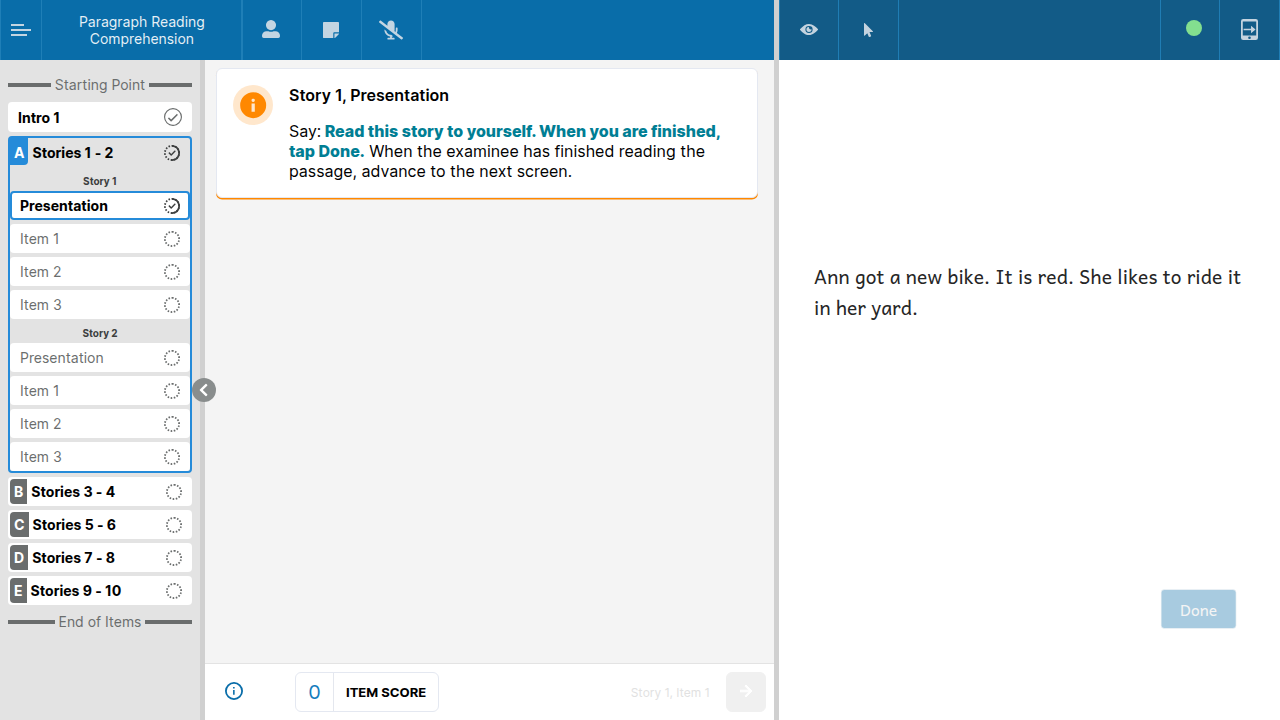 Paragraph Reading
Comprehension
Starting Point
Intro 1
A Stories 1 - 2
Story 1
Presentation
Item 1
Item 2
Item 3
Story 2
Presentation
Item 1
Item 2
Item 3
B Stories 3 - 4
C Stories 5 - 6
D Stories 7 - 8
E Stories 9 - 10
End of Items
Story 1, Presentation
Say: Read this story to yourself. When you are finished,
tap Done. When the examinee has finished reading the
passage, advance to the next screen.
0 ITEM SCORE
Story 1, Item 1
Ann got a new bike. It is red. She likes to ride it
in her yard.
Done